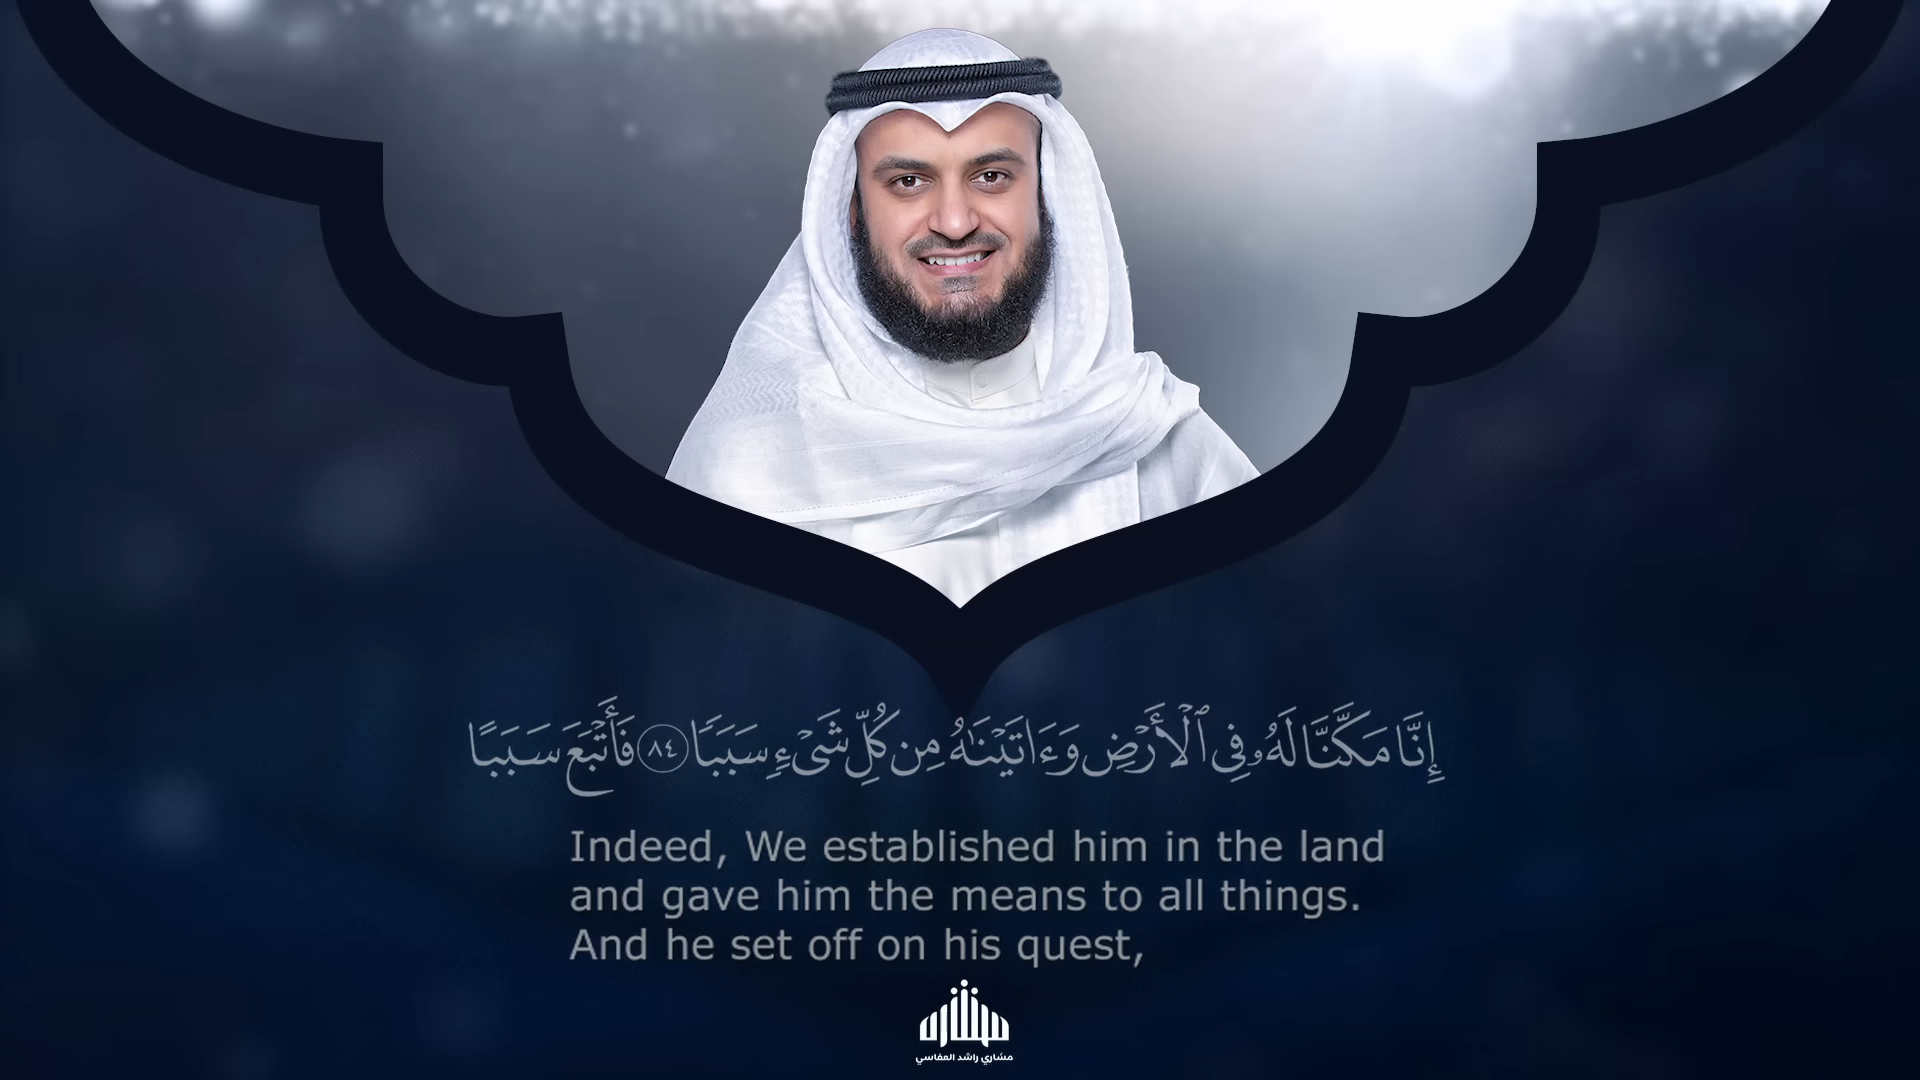 إِنَّا مَكَّنَّا لَهُۥ فِى ٱلْأَرْضِ وَءَاتَيْنَٰهُ مِن كُلِّ شَىْءٍ سَبَبًا ٨٤ فَأَتْبَعَ سَبَبًا
Indeed, We established him in the land
and gave him the means to all things.
And he set off on his quest,
مشاري
مشاري راشد العفاسي